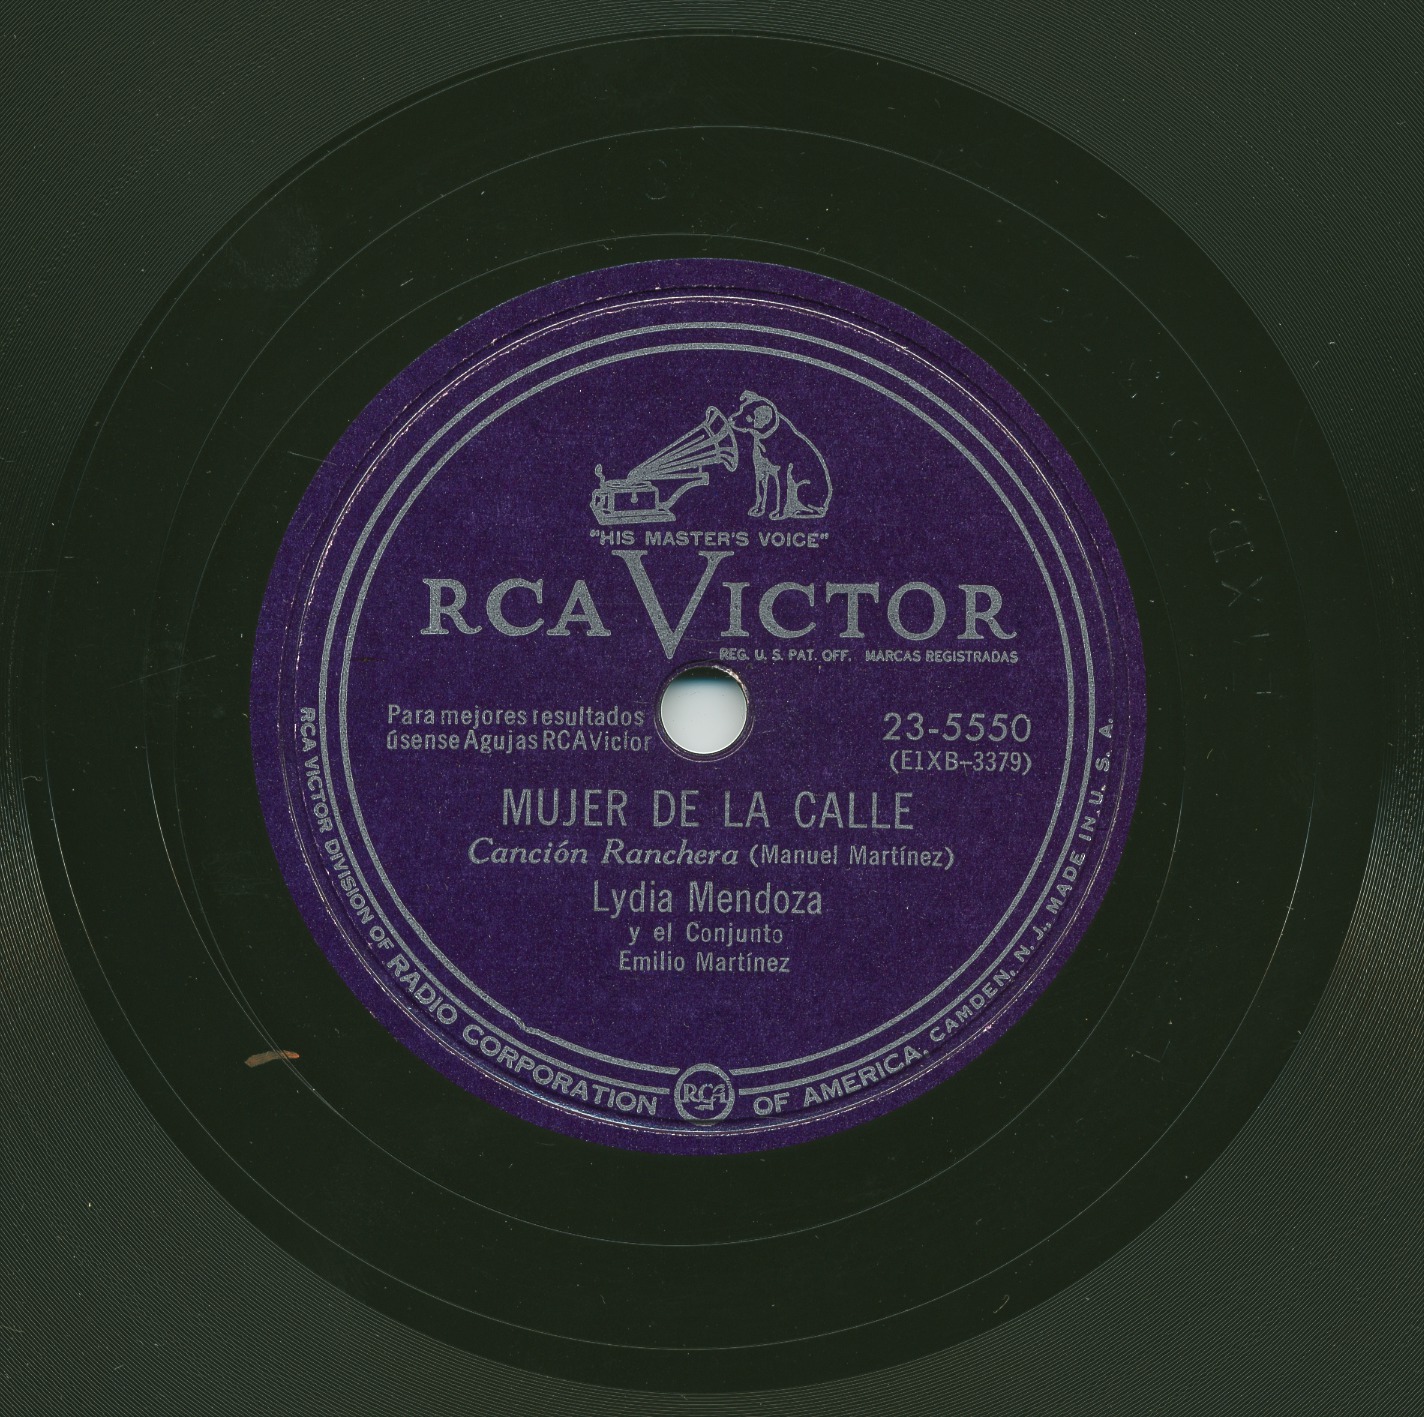 "HIS MASTER'S VOICE"
RCA VICTOR
REG. U. S. PAT. OFF. MARCAS REGISTRADAS
Para mejores resultados
úsense Agujas RCA Victor
23-5550
(E1XB-3379)
MUJER DE LA CALLE
Canción Ranchera (Manuel Martínez)
Lydia Mendoza
y el Conjunto
Emilio Martínez
RCA VICTOR DIVISION OF RADIO CORPORATION OF AMERICA, CAMDEN, N. J., MADE IN U. S. A.
RCA